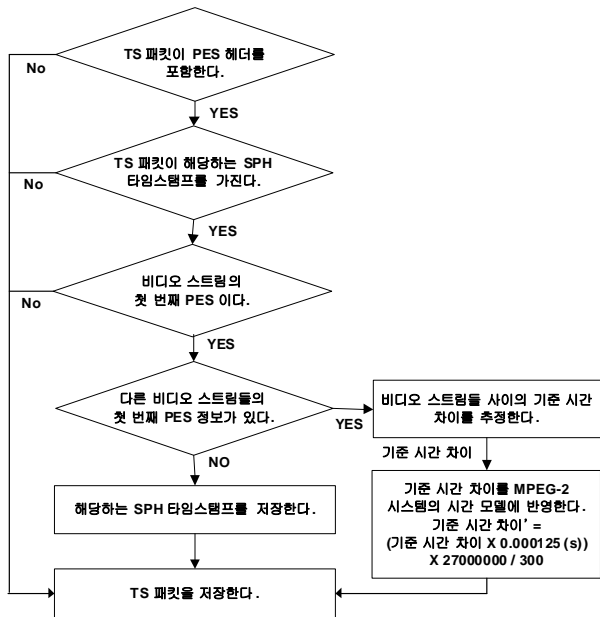 TS 패킷이 PES 헤더를
포함한다.
No
YES
TS 패킷이 해당하는 SPH
타임스탬프를 가진다.
No
YES
비디오 스트림의
첫 번째 PES 이다.
No
YES
다른 비디오 스트림들의
첫 번째 PES 정보가 있다.
YES
비디오 스트림들 사이의 기준 시간
차이를 추정한다.
기준 시간 차이
NO
해당하는 SPH 타임스탬프를 저장한다.
기준 시간 차이를 MPEG-2
시스템의 시간 모델에 반영한다.
기준 시간 차이' =
(기준 시간 차이 X 0.000125 (s))
X 27000000 / 300
TS 패킷을 저장한다.